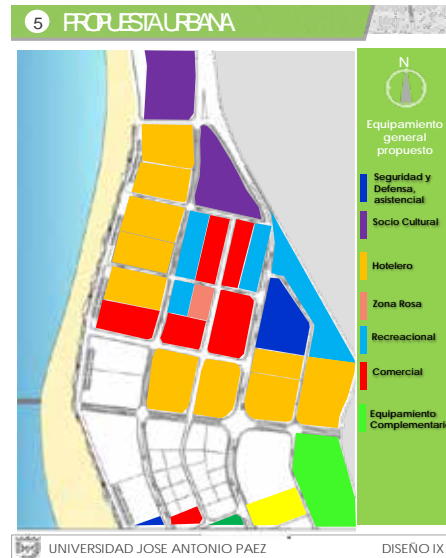 5 PROPUESTA URBANA
N
Equipamiento
general
propuesto
Seguridad y
Defensa,
asistencial
Socio Cultural
Hotelero
Zona Rosa
Recreacional
Comercial
Equipamiento
Complementario
UNIVERSIDAD JOSE ANTONIO PAEZ
DISEÑO IX